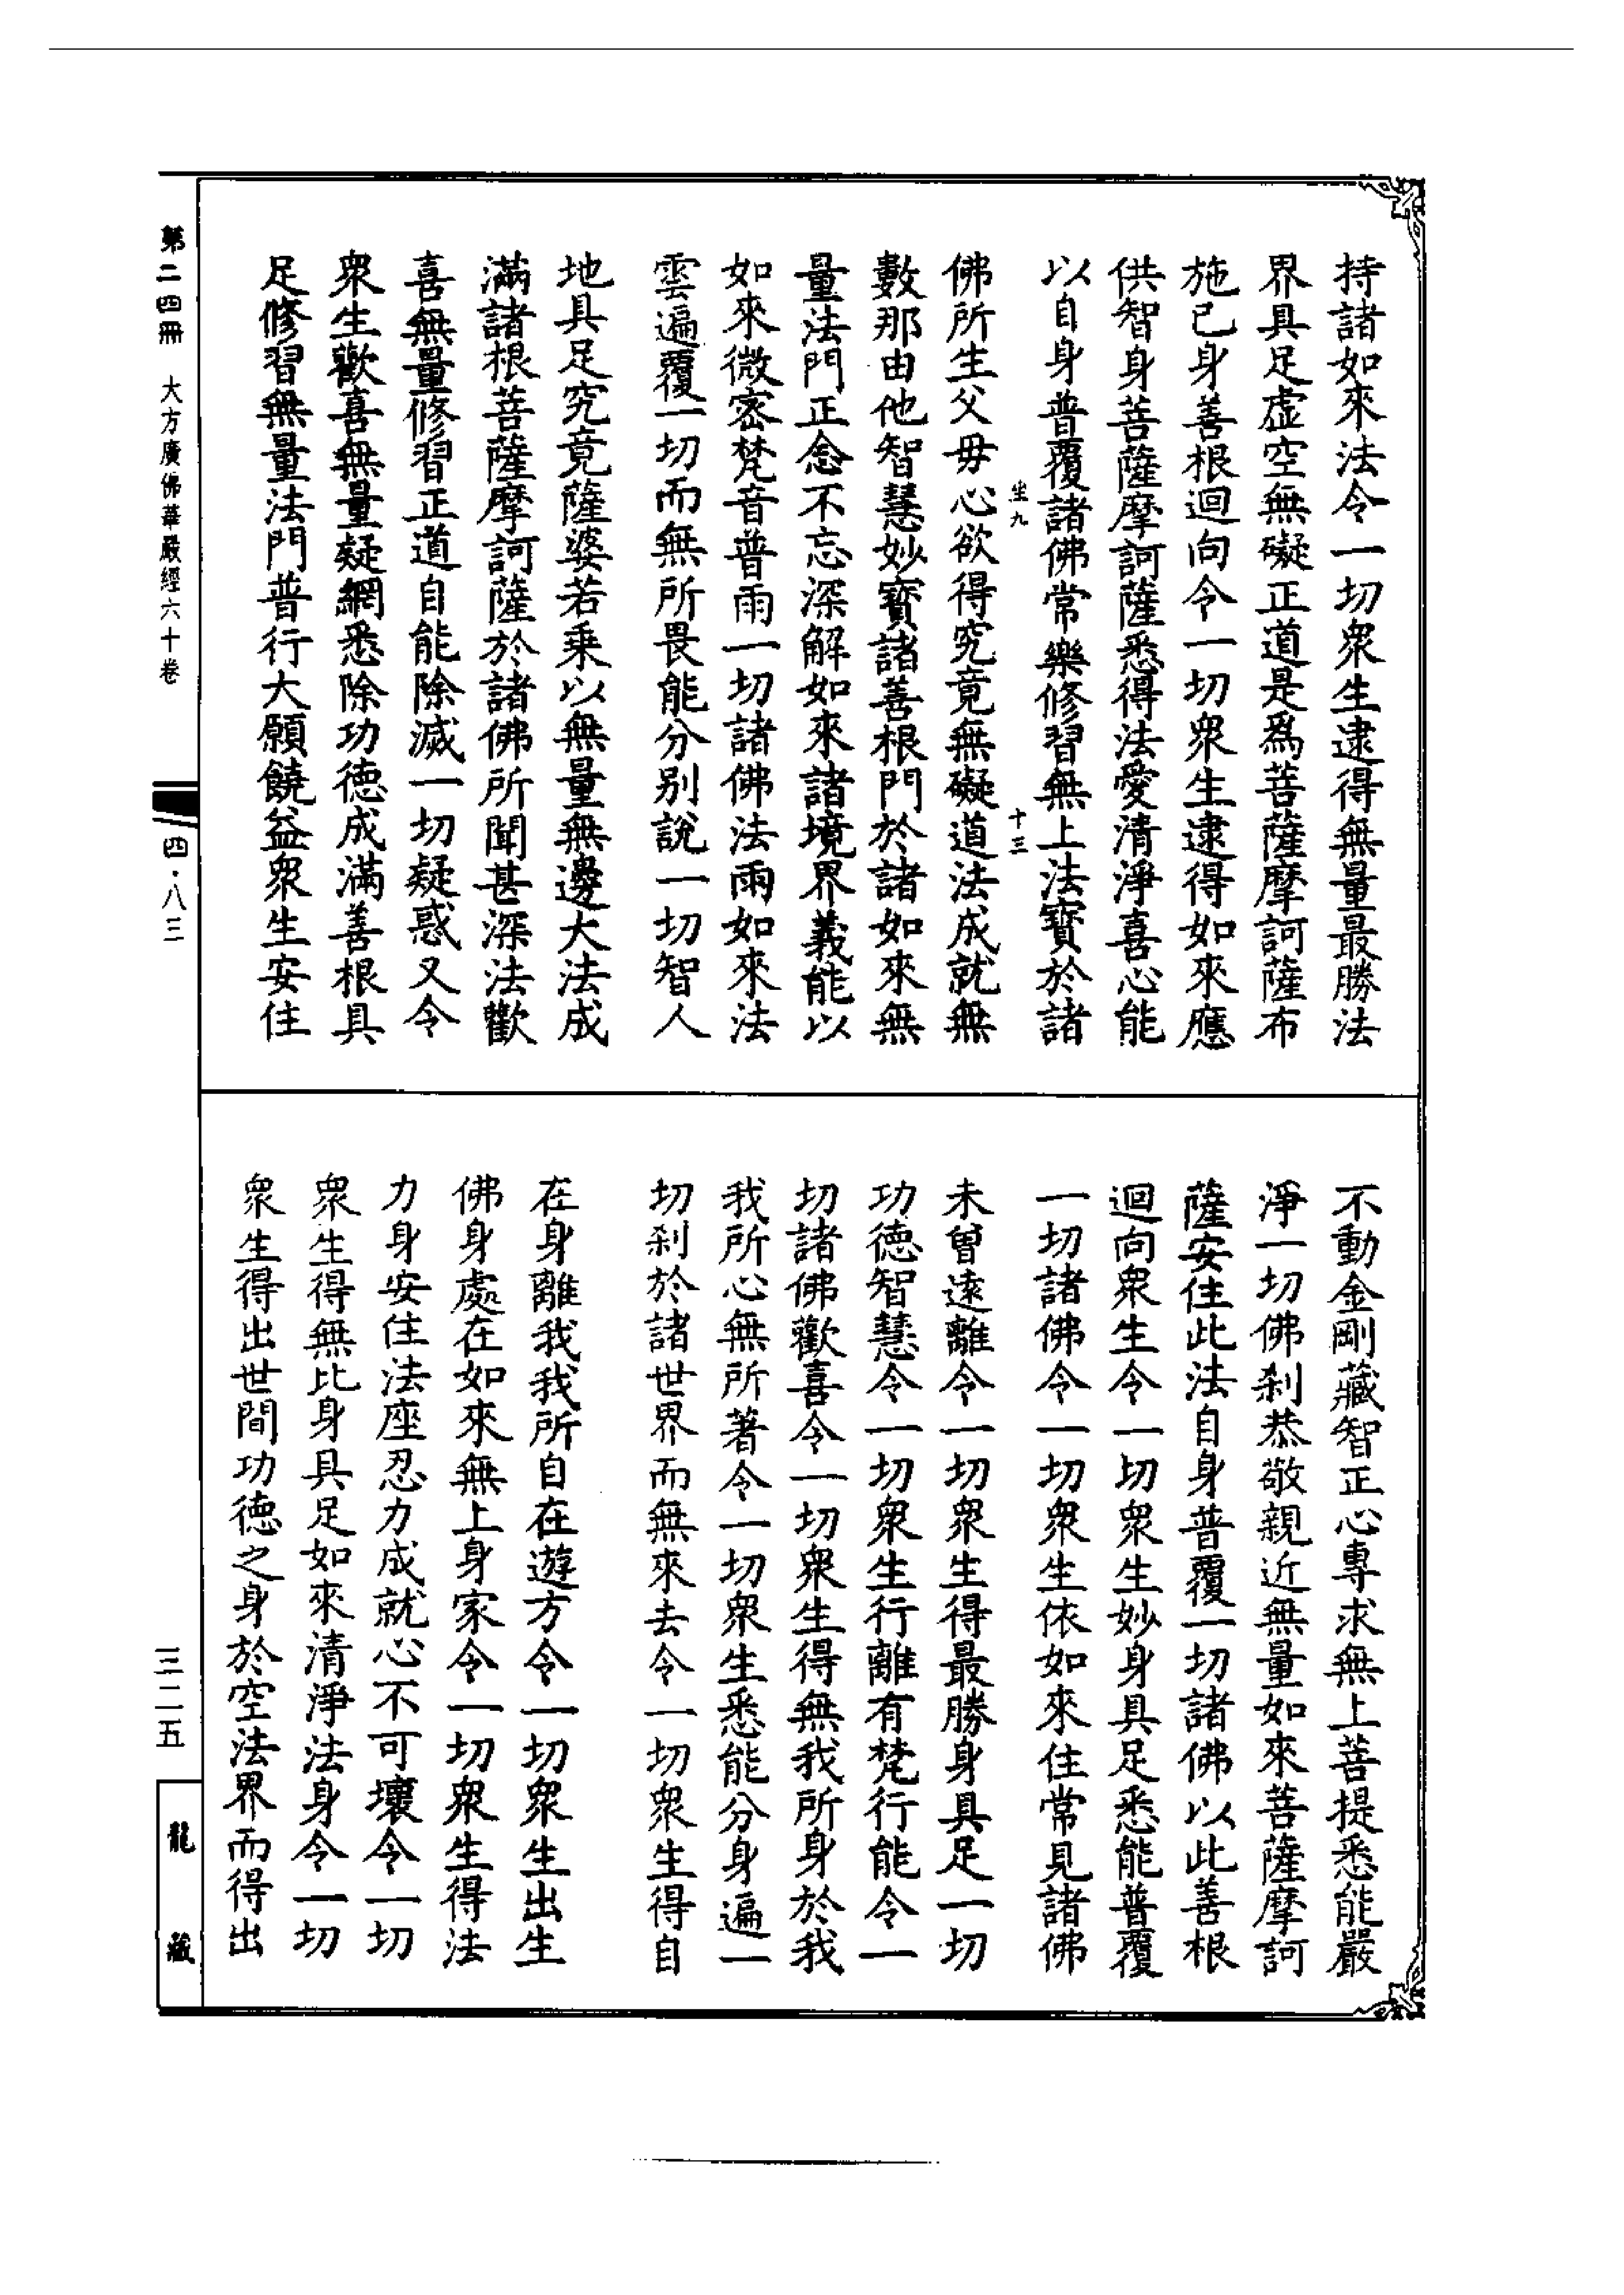 持諸如來法令一切衆生逮得無量最勝法
界具足虛空無礙正道是爲菩薩摩訶薩布
施己身善根迴向令一切衆生逮得如來應
供智身菩薩摩訶薩悉得法愛清淨喜心能
以自身普覆諸佛常樂修習無上法寶於諸
坐九
十三
佛所生父母心欲得究竟無礙道法成就無
數那由他智慧妙寶諸善根門於諸如來無
量法門正念不忘深解如來諸境界義能以
如來微密梵音普雨一切諸佛法雨如來法
雲遍覆一切而無所畏能分別說一切智人
地具足究竟薩婆若乘以無量無邊大法成
滿諸根菩薩摩訶薩於諸佛所聞甚深法歡
喜無量修習正道自能除滅一切疑惑又令
衆生歡喜無量疑網悉除功德成滿善根具
足修習無量法門普行大願饒益衆生安住
不動金剛藏智正心專求無上菩提悉能嚴
淨一切佛刹恭敬親近無量如來菩薩摩訶
薩安住此法自身普覆一切諸佛以此善根
迴向衆生令一切衆生妙身具足悉能普覆
一切諸佛令一切衆生依如來住常見諸佛
未曾遠離令一切衆生得最勝身具足一切
功德智慧令一切衆生行離有梵行能令一
切諸佛歡喜令一切衆生得無我所身於我
我所心無所著令一切衆生悉能分身遍一
切刹於諸世界而無來去令一切衆生得自
在身離我我所自在遊方令一切衆生出生
佛身處在如來無上身家令一切衆生得法
力身安住法座忍力成就心不可壞令一切
衆生得無比身具足如來清淨法身令一切
衆生得出世間功德之身於空法界而得出
第二四冊 大方廣佛華嚴經六十卷
四·八三
三二五
龍藏